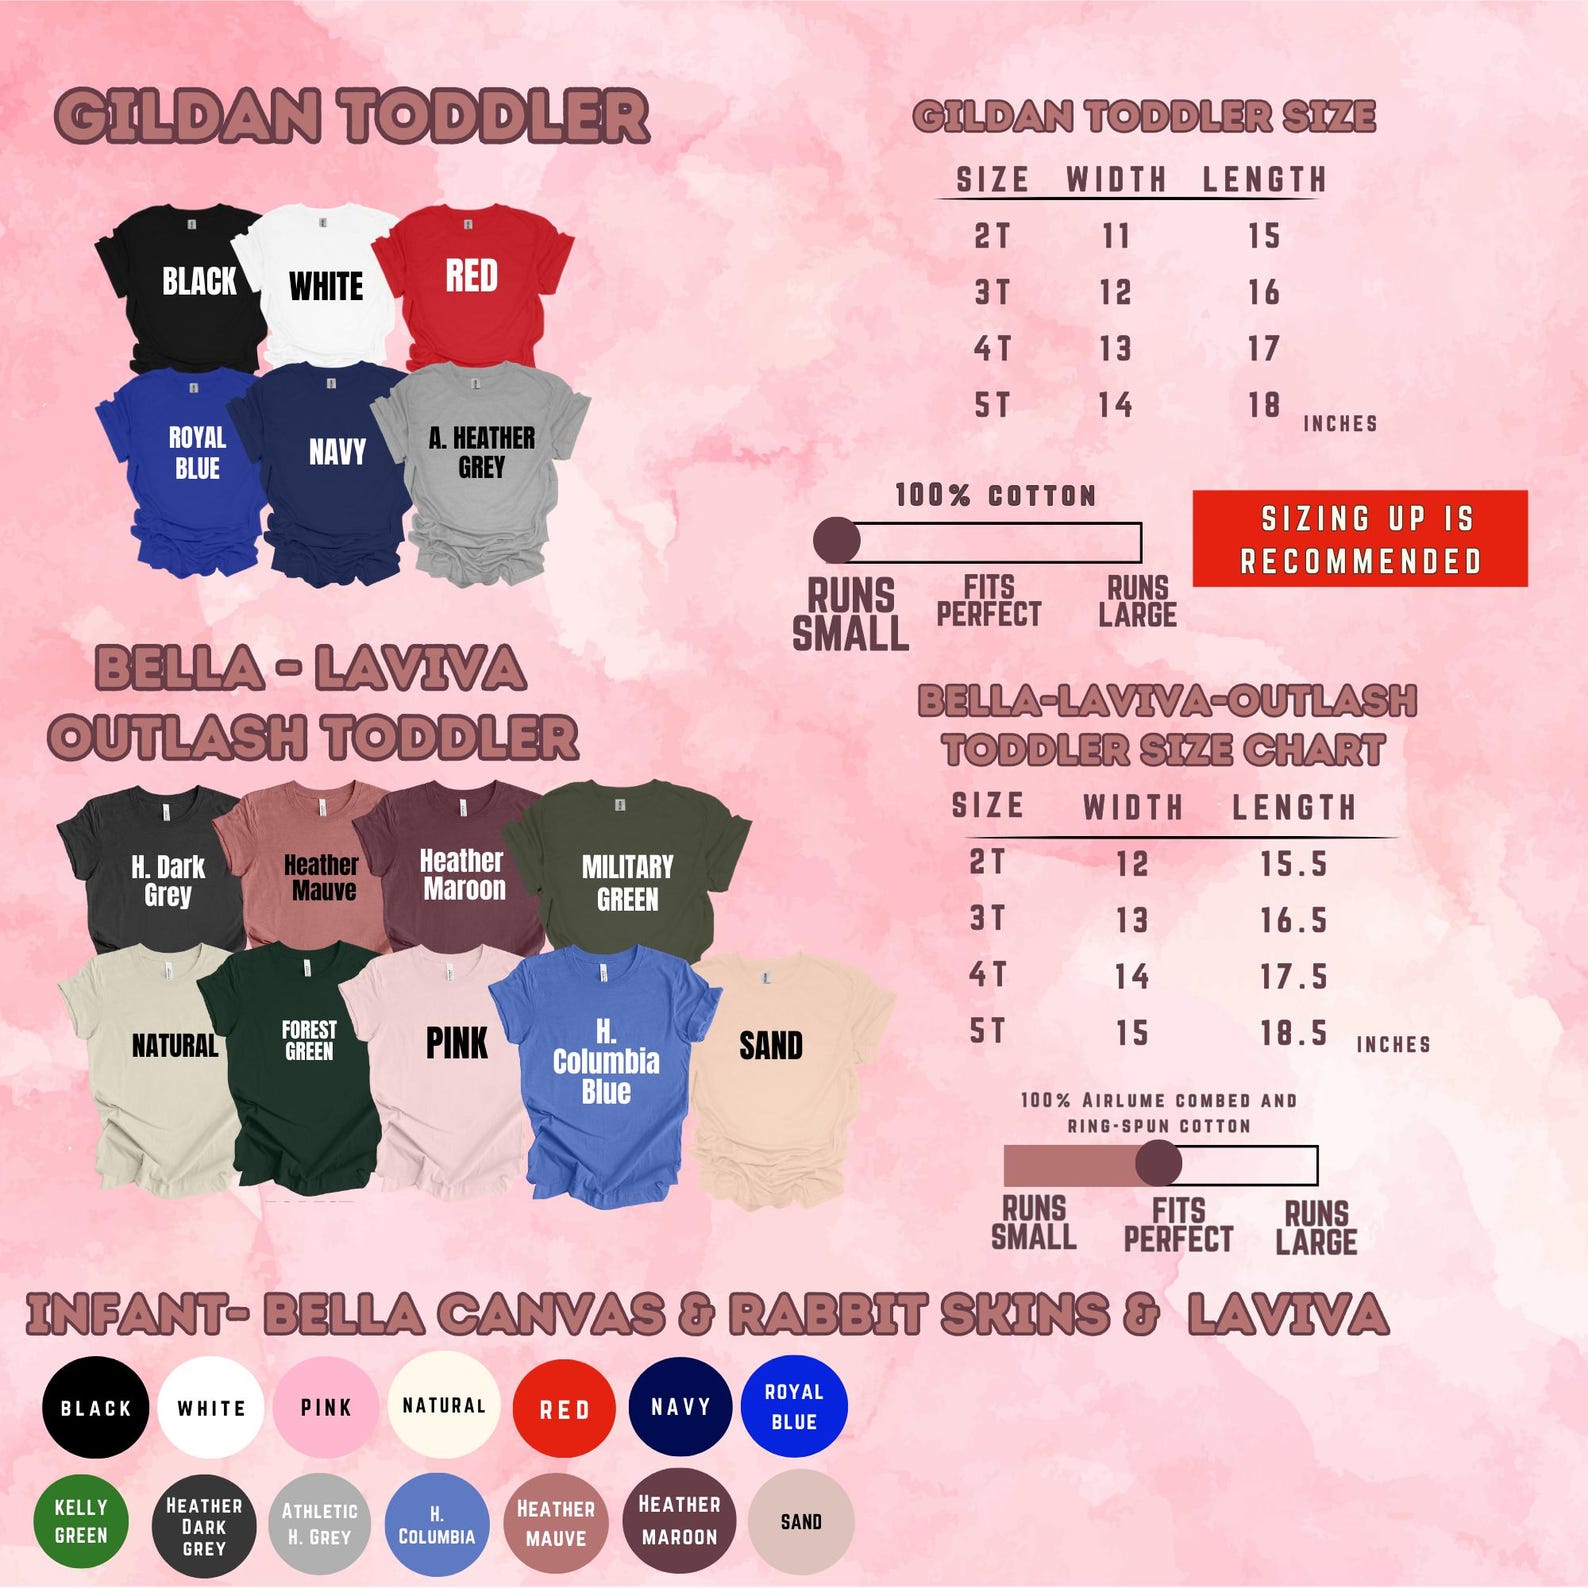 GILDAN TODDLER
BLACK
WHITE
RED
ROYAL
BLUE
NAVY
A. HEATHER
GREY
GILDAN TODDLER SIZE
SIZE WIDTH LENGTH
2T 11 15
3T 12 16
4T 13 17
5T 14 18 INCHES
100% COTTON
RUNS
SMALL
FITS
PERFECT
RUNS
LARGE
SIZING UP IS
RECOMMENDED
BELLA - LAVIVA
OUTLASH TODDLER
H. Dark
Grey
Heather
Mauve
Heather
Maroon
MILITARY
GREEN
NATURAL
FOREST
GREEN
PINK
H.
Columbia
Blue
SAND
BELLA-LAVIVA-OUTLASH
TODDLER SIZE CHART
SIZE WIDTH LENGTH
2T 12 15.5
3T 13 16.5
4T 14 17.5
5T 15 18.5 INCHES
100% AIRLUME COMBED AND
RING-SPUN COTTON
RUNS
SMALL
FITS
PERFECT
RUNS
LARGE
INFANT- BELLA CANVAS & RABBIT SKINS & LAVIVA
BLACK
WHITE
PINK
NATURAL
RED
NAVY
ROYAL
BLUE
KELLY
GREEN
HEATHER
DARK
GREY
ATHLETIC
H. GREY
H.
COLUMBIA
HEATHER
MAUVE
HEATHER
MAROON
SAND